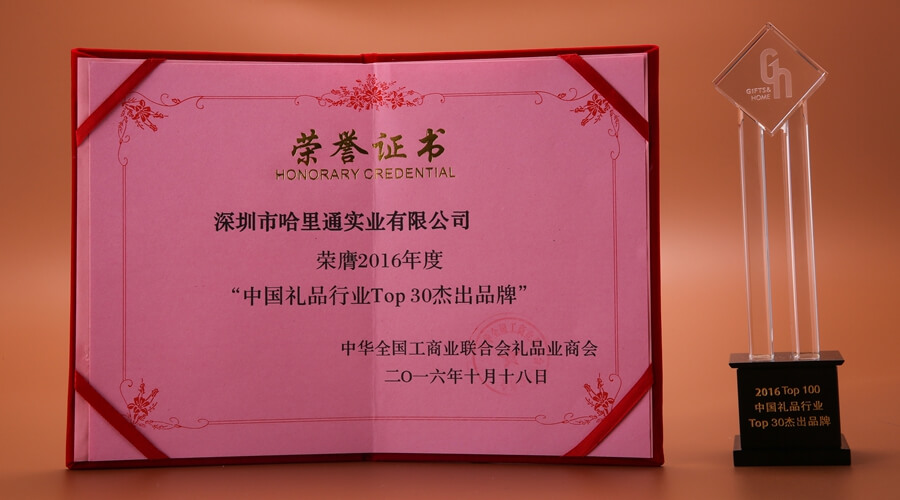 荣誉证书
HONORARY CREDENTIAL
深圳市哈里通实业有限公司
荣膺2016年度
“中国礼品行业Top 30杰出品牌”
中华全国工商业联合会礼品业商会
二O一六年十月十八日
Gh
GIFTS&
HOME
2016 Top 100
中国礼品行业
Top 30杰出品牌